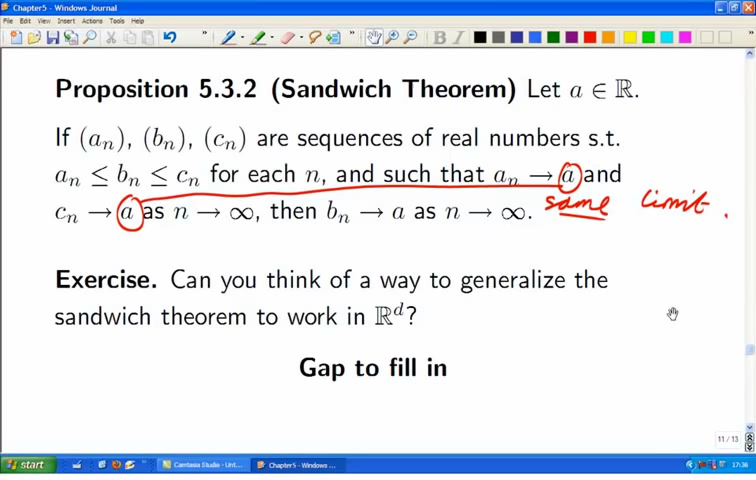 Chapter5 - Windows Journal
File Edit View Insert Actions Tools Help
B I
Proposition 5.3.2 (Sandwich Theorem) Let a ∈ ℝ.
If (aₙ), (bₙ), (cₙ) are sequences of real numbers s.t.
aₙ ≤ bₙ ≤ cₙ for each n, and such that aₙ → a and
cₙ → a as n → ∞, then bₙ → a as n → ∞. same limit.
Exercise. Can you think of a way to generalize the
sandwich theorem to work in ℝᵈ?
Gap to fill in
11 / 13
start Camtasia Studio - Unt... Chapter5 - Windows ... 17:36